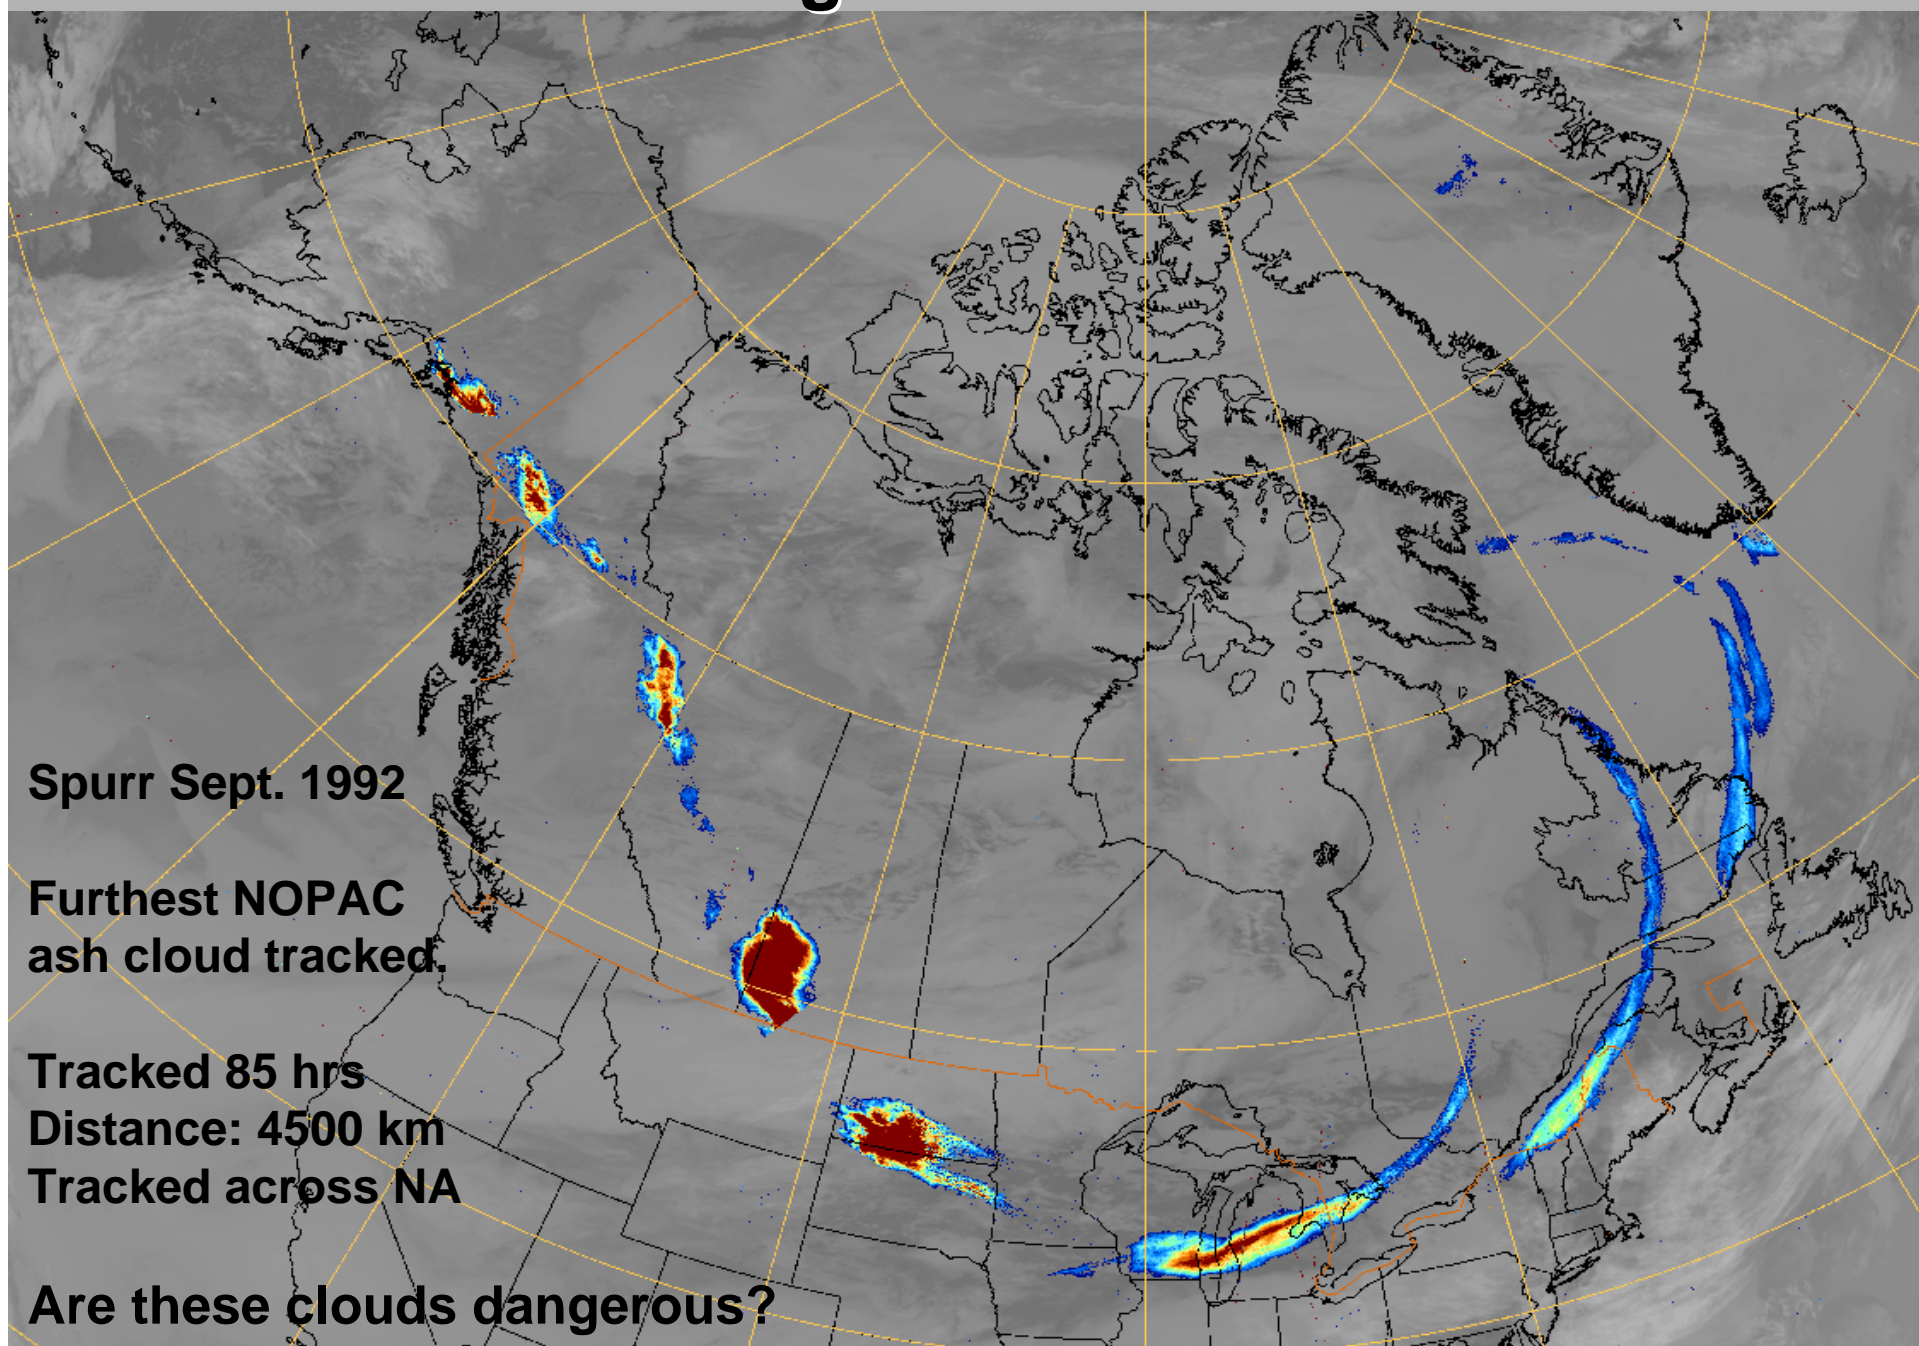 Spurr Sept. 1992
Furthest NOPAC
ash cloud tracked.
Tracked 85 hrs
Distance: 4500 km
Tracked across NA
Are these clouds dangerous?